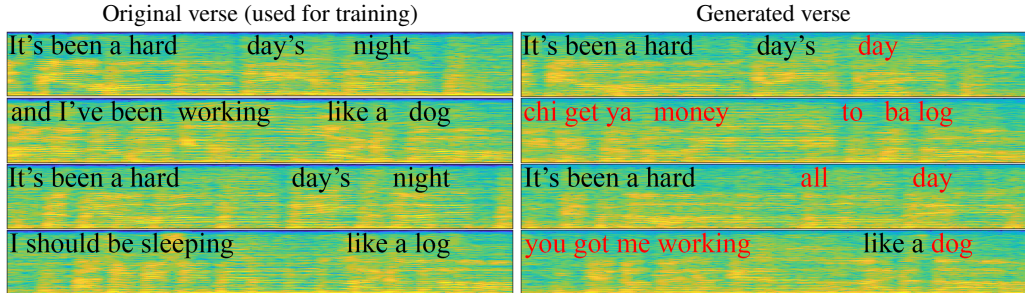 Original verse (used for training)
It's been a hard day's night
and I've been working like a dog
It's been a hard day's night
I should be sleeping like a log
Generated verse
It's been a hard day's day
chi get ya money to ba log
It's been a hard all day
you got me working like a dog